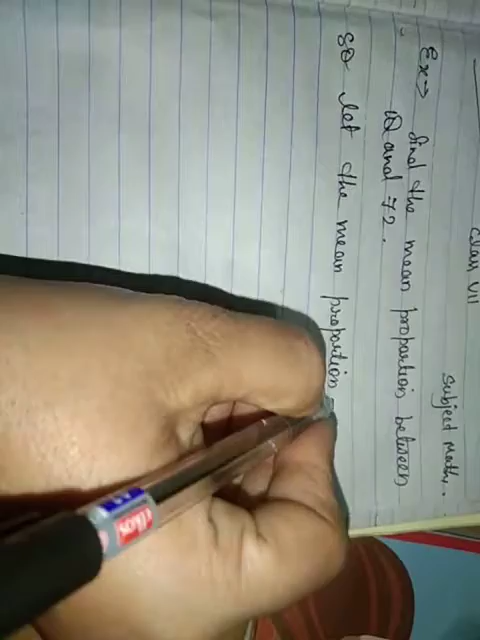 Class VII
Subject Math.
Ex→ find the mean proportion between
and 72.
so let the mean proportion